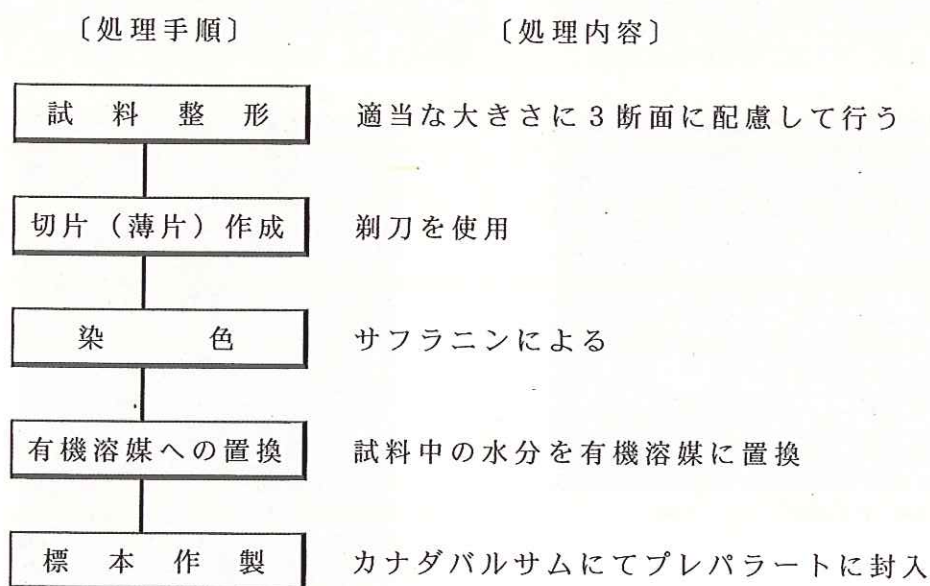 〔処理手順〕 〔処理内容〕
試料整形 適当な大きさに3断面に配慮して行う
切片（薄片）作成 剃刀を使用
染色 サフラニンによる
有機溶媒への置換 試料中の水分を有機溶媒に置換
標本作製 カナダバルサムにてプレパラートに封入